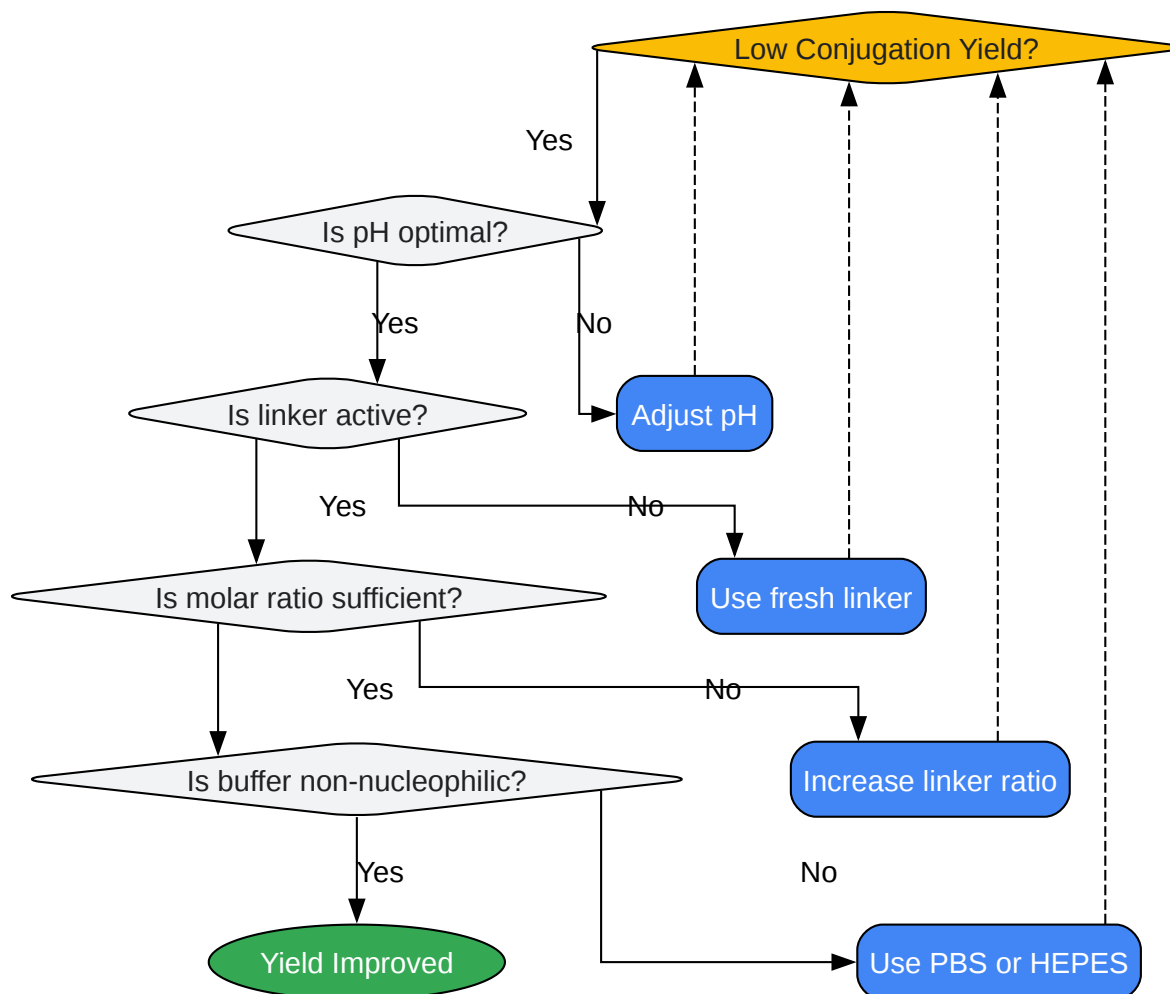 Low Conjugation Yield?
Yes
Is pH optimal?
Yes
No
Is linker active?
Adjust pH
Yes
No
Is molar ratio sufficient?
Use fresh linker
Yes
No
Is buffer non-nucleophilic?
Increase linker ratio
Yes
No
Yield Improved
Use PBS or HEPES